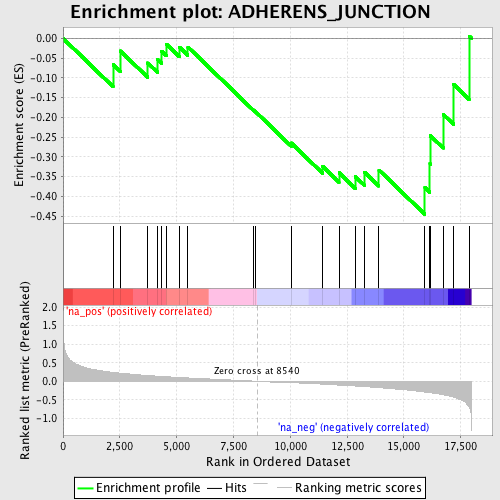 Enrichment plot: ADHERENS_JUNCTION
Enrichment score (ES)
0.00
-0.05
-0.10
-0.15
-0.20
-0.25
-0.30
-0.35
-0.40
-0.45
Ranked list metric (PreRanked)
'na_pos' (positively correlated)
2.0
1.5
1.0
0.5
0.0
-0.5
-1.0
Zero cross at 8540
'na_neg' (negatively correlated)
0 2,500 5,000 7,500 10,000 12,500 15,000 17,500
Rank in Ordered Dataset
Enrichment profile Hits Ranking metric scores